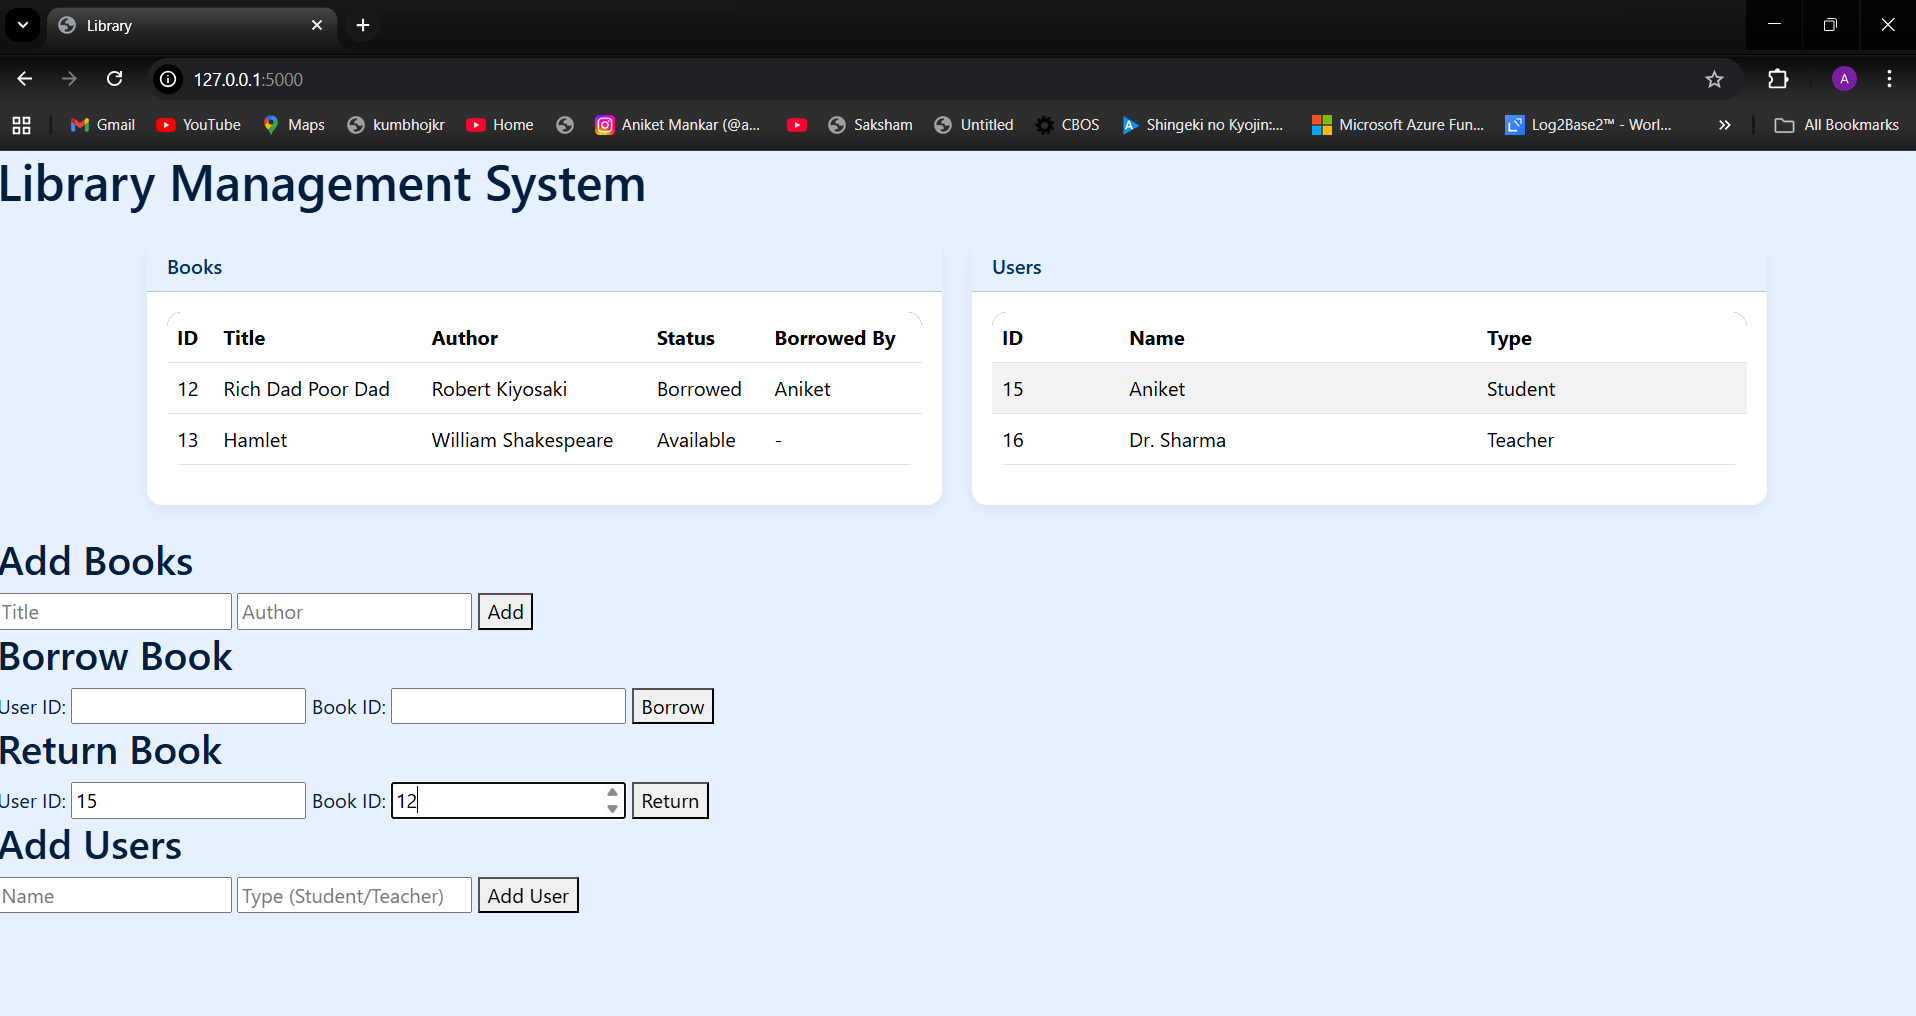 Library
127.0.0.1:5000
Gmail YouTube Maps kumbhojkr Home Aniket Mankar (@a... Saksham Untitled CBOS Shingeki no Kyojin:... Microsoft Azure Fun... Log2Base2™ - Worl... » All Bookmarks
A
Library Management System
Books
ID Title Author Status Borrowed By
12 Rich Dad Poor Dad Robert Kiyosaki Borrowed Aniket
13 Hamlet William Shakespeare Available -
Users
ID Name Type
15 Aniket Student
16 Dr. Sharma Teacher
Add Books
Title Author Add
Borrow Book
User ID: Book ID: Borrow
Return Book
User ID: 15 Book ID: 12 Return
Add Users
Name Type (Student/Teacher) Add User